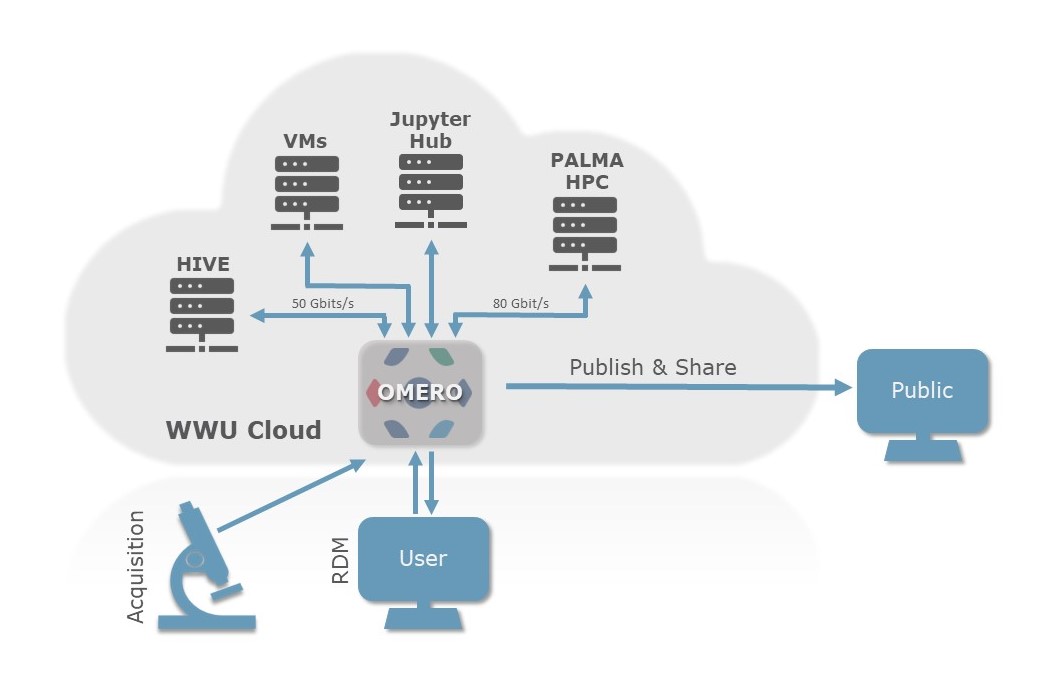 Jupyter
Hub
VMs
PALMA
HPC
HIVE
50 Gbits/s
80 Gbit/s
Publish & Share
OMERO
Public
WWU Cloud
Acquisition
RDM
User